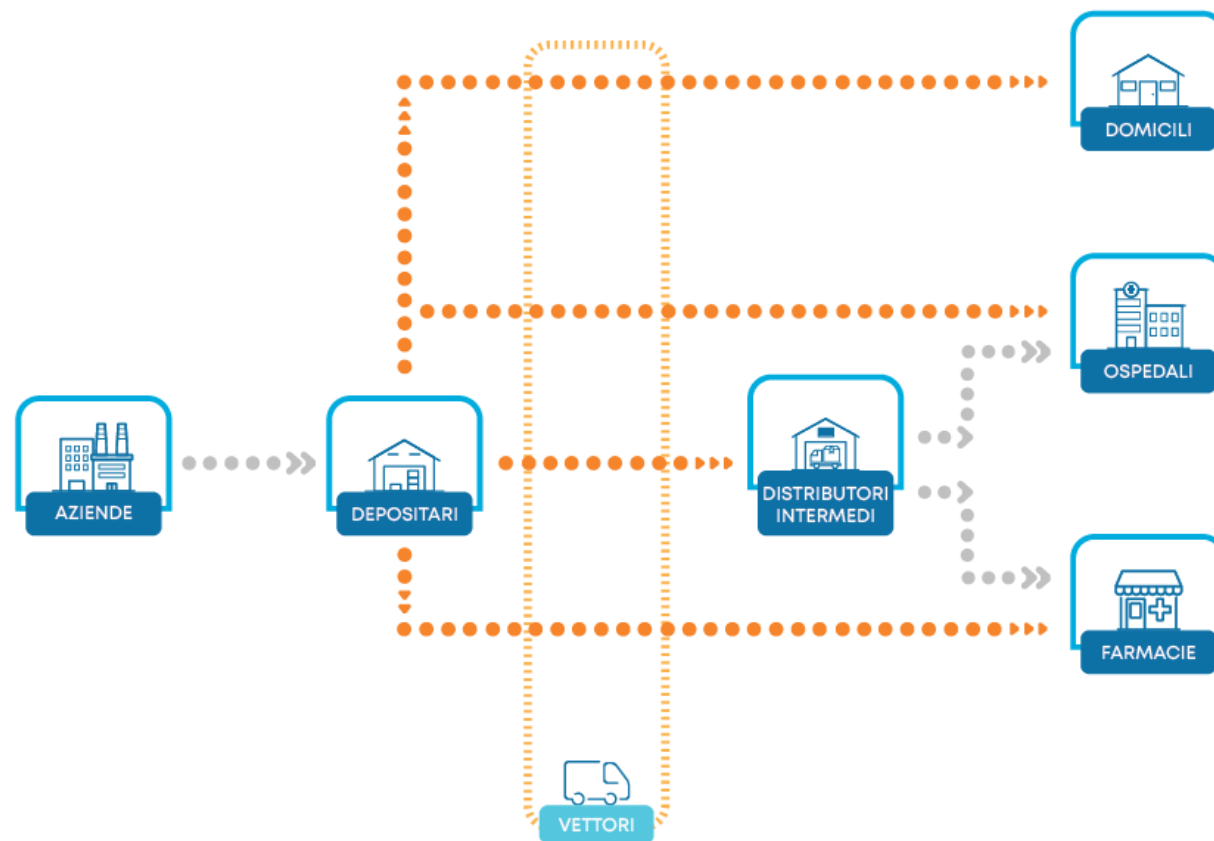 DOMICILI
OSPEDALI
AZIENDE
DEPOSITARI
DISTRIBUTORI
INTERMEDI
FARMACIE
VETTORI